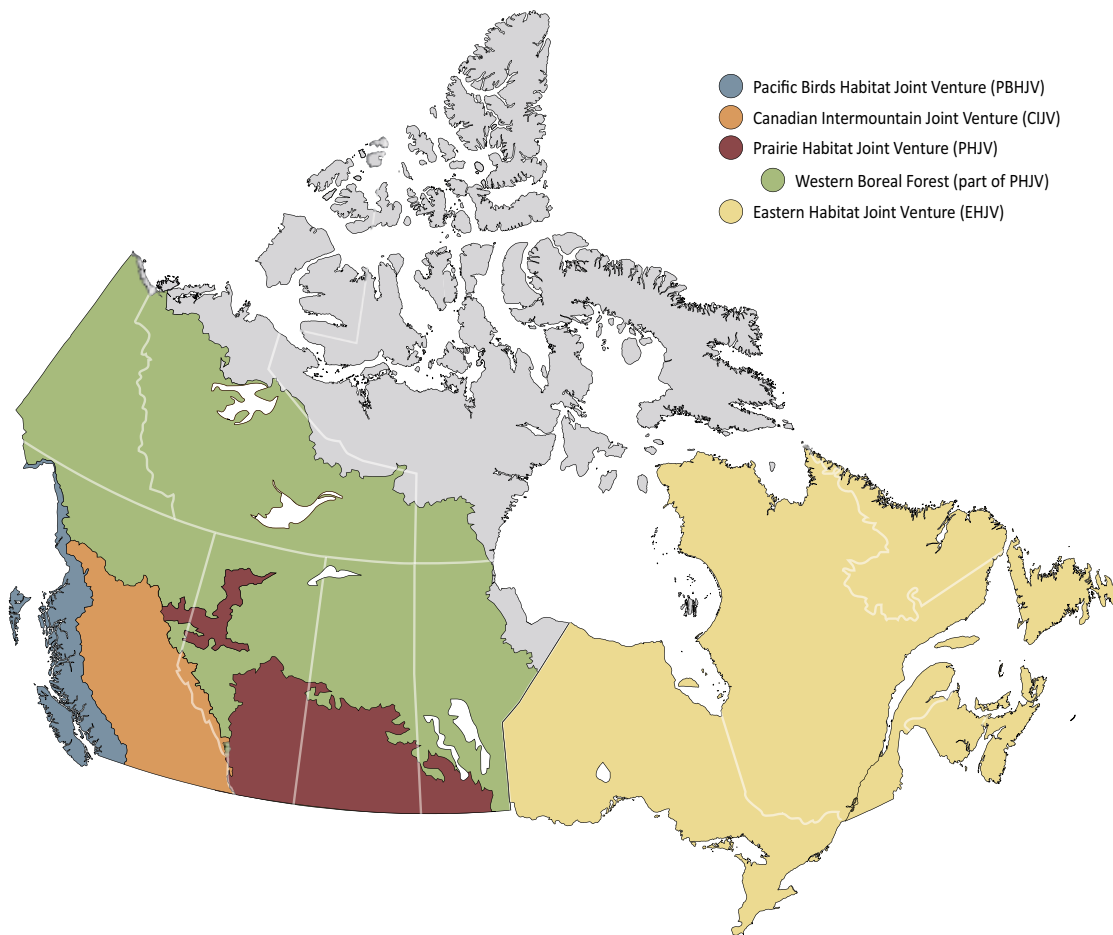 Pacific Birds Habitat Joint Venture (PBHJV)
Canadian Intermountain Joint Venture (CIJV)
Prairie Habitat Joint Venture (PHJV)
Western Boreal Forest (part of PHJV)
Eastern Habitat Joint Venture (EHJV)